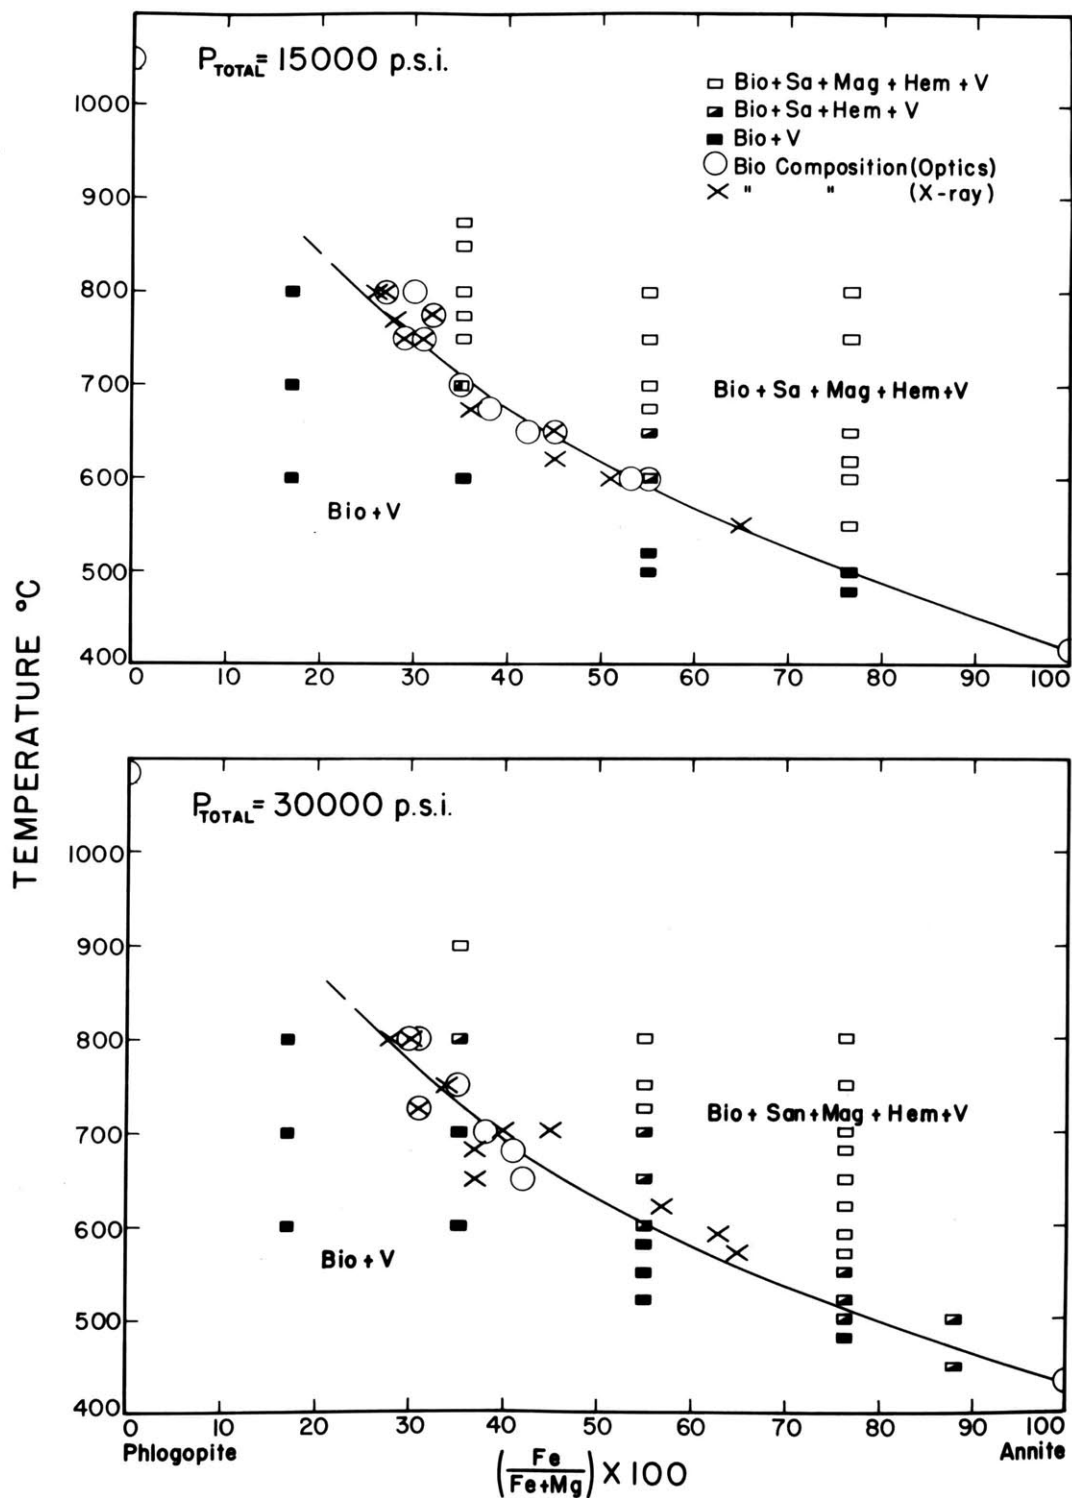 P_TOTAL = 15000 p.s.i.
Bio+Sa+Mag+Hem+V
Bio+Sa+Hem+V
Bio+V
Bio Composition (Optics)
" " (X-ray)
1000
900
800
700
600
500
400
Bio+Sa+Mag+Hem+V
Bio+V
0 10 20 30 40 50 60 70 80 90 100
TEMPERATURE °C
P_TOTAL = 30000 p.s.i.
1000
900
800
700
600
500
400
Bio+San+Mag+Hem+V
Bio+V
0 10 20 30 40 50 60 70 80 90 100
Phlogopite
Annite
(Fe/Fe+Mg) X 100